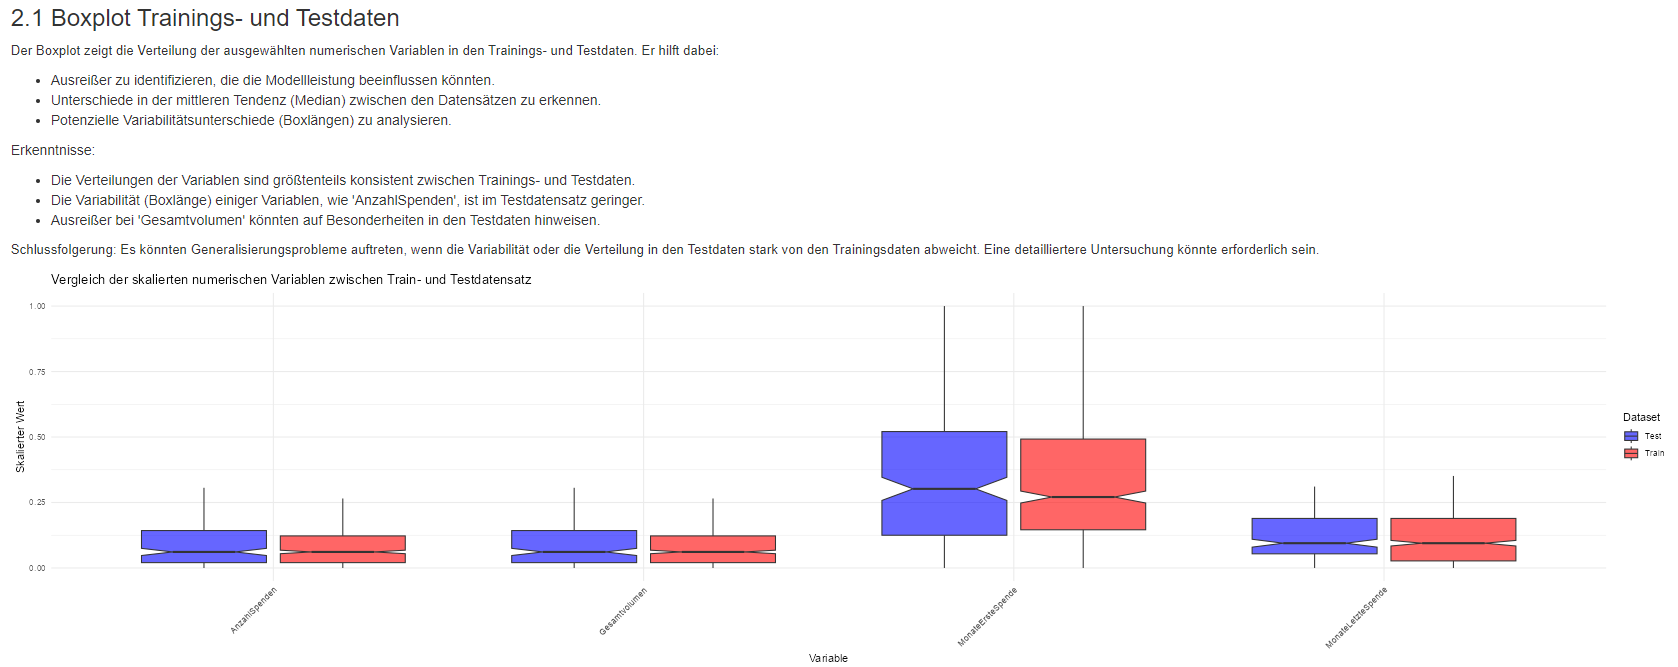 2.1 Boxplot Trainings- und Testdaten
Der Boxplot zeigt die Verteilung der ausgewählten numerischen Variablen in den Trainings- und Testdaten. Er hilft dabei:
• Ausreißer zu identifizieren, die die Modellleistung beeinflussen könnten.
• Unterschiede in der mittleren Tendenz (Median) zwischen den Datensätzen zu erkennen.
• Potenzielle Variabilitätsunterschiede (Boxlängen) zu analysieren.
Erkenntnisse:
• Die Verteilungen der Variablen sind größtenteils konsistent zwischen Trainings- und Testdaten.
• Die Variabilität (Boxlänge) einiger Variablen, wie 'AnzahlSpenden', ist im Testdatensatz geringer.
• Ausreißer bei 'Gesamtvolumen' könnten auf Besonderheiten in den Testdaten hinweisen.
Schlussfolgerung: Es könnten Generalisierungsprobleme auftreten, wenn die Variabilität oder die Verteilung in den Testdaten stark von den Trainingsdaten abweicht. Eine detailliertere Untersuchung könnte erforderlich sein.
Vergleich der skalierten numerischen Variablen zwischen Train- und Testdatensatz
Skalierter Wert
1.00
0.75
0.50
0.25
0.00
AnzahlSpenden
Gesamtvolumen
MonateErsteSpende
MonateLetzteSpende
Variable
Dataset
Test
Train